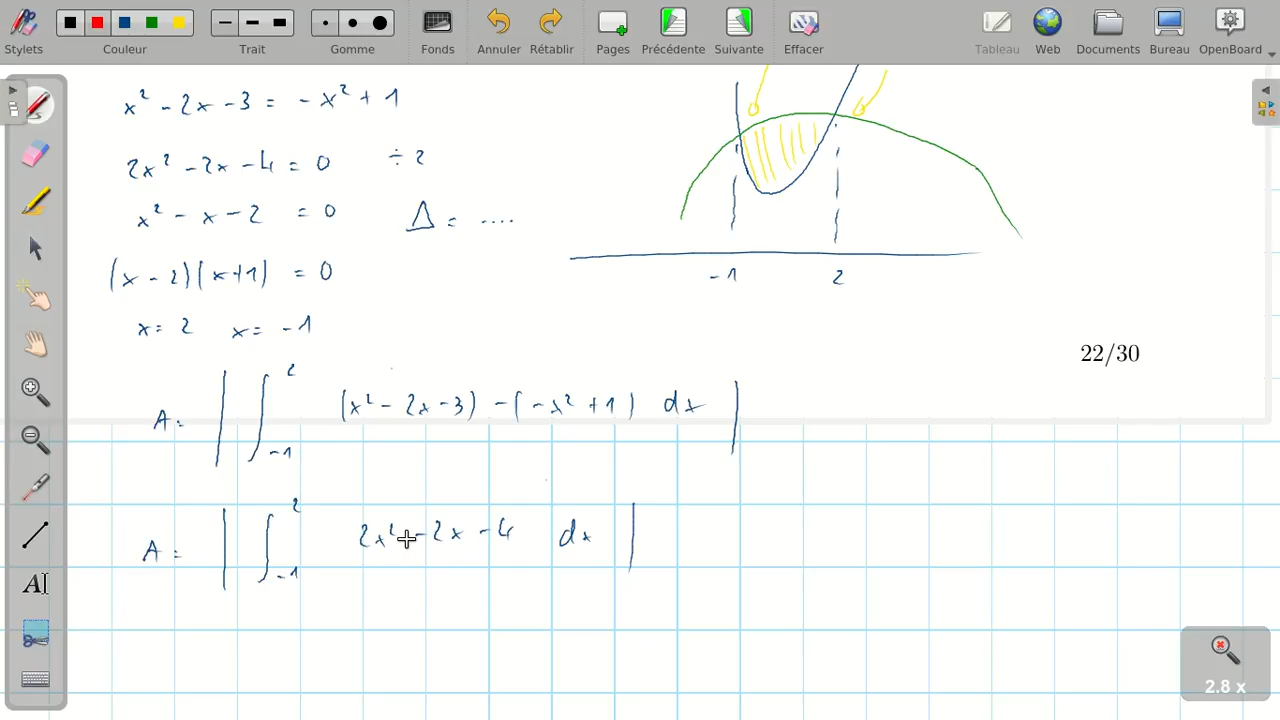 Stylets Couleur Trait Gomme Fonds Annuler Rétablir Pages Précédente Suivante Effacer Tableau Web Documents Bureau OpenBoard
x² - 2x - 3 = - x² + 1
2x² - 2x - 4 = 0 ÷ 2
x² - x - 2 = 0 Δ = ....
(x - 2)(x + 1) = 0
x = 2 x = -1
-1 2
22/30
A = | ∫₋₁² (x² - 2x - 3) - (- x² + 1) dx |
A = | ∫₋₁² 2x² - 2x - 4 dx |
A
2.8 x